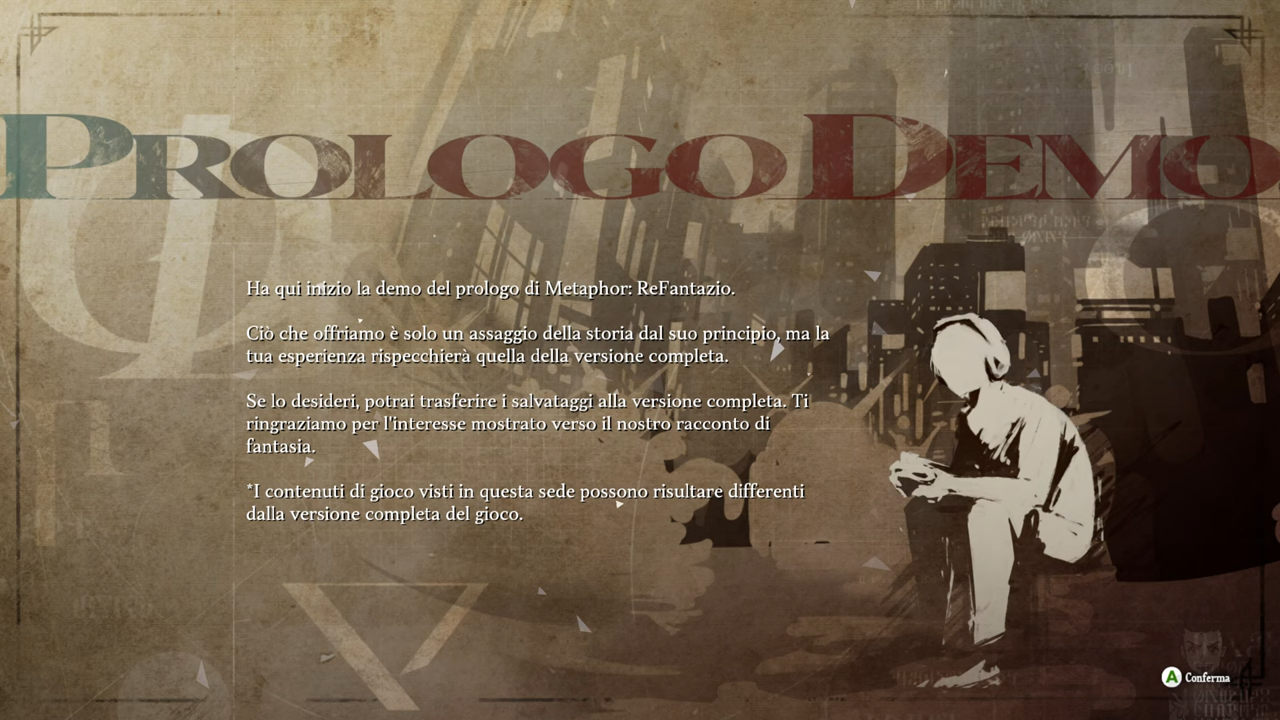 PROLOGO DEMO
Ha qui inizio la demo del prologo di Metaphor: ReFantazio.
Ciò che offriamo è solo un assaggio della storia dal suo principio, ma la
tua esperienza rispecchierà quella della versione completa.
Se lo desideri, potrai trasferire i salvataggi alla versione completa. Ti
ringraziamo per l'interesse mostrato verso il nostro racconto di
fantasia.
*I contenuti di gioco visti in questa sede possono risultare differenti
dalla versione completa del gioco.
A Conferma